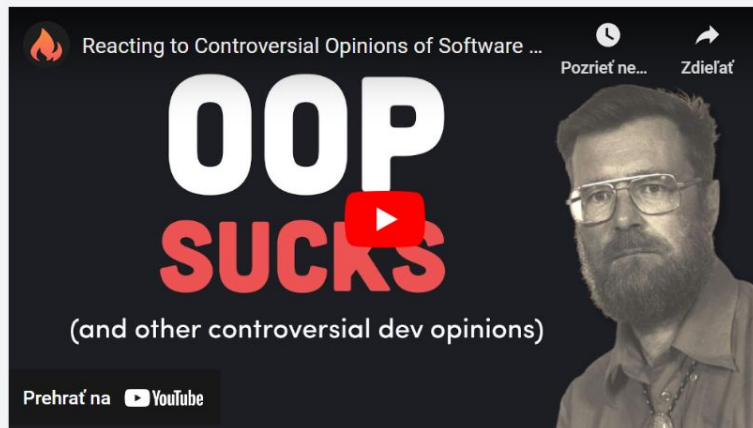 Reacting to Controversial Opinions of Software ...
Pozrieť ne...
Zdieľať
OOP
SUCKS
(and other controversial dev opinions)
Prehrať na YouTube